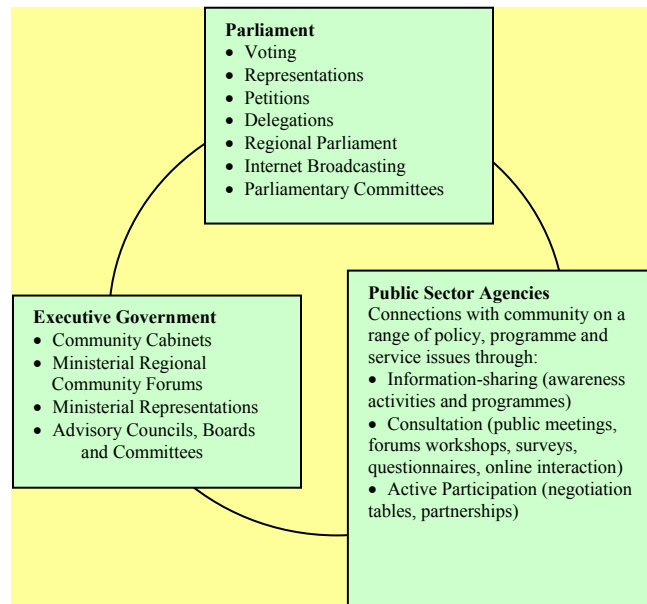 Parliament
• Voting
• Representations
• Petitions
• Delegations
• Regional Parliament
• Internet Broadcasting
• Parliamentary Committees
Executive Government
• Community Cabinets
• Ministerial Regional
Community Forums
• Ministerial Representations
• Advisory Councils, Boards
and Committees
Public Sector Agencies
Connections with community on a
range of policy, programme and
service issues through:
• Information-sharing (awareness
activities and programmes)
• Consultation (public meetings,
forums workshops, surveys,
questionnaires, online interaction)
• Active Participation (negotiation
tables, partnerships)